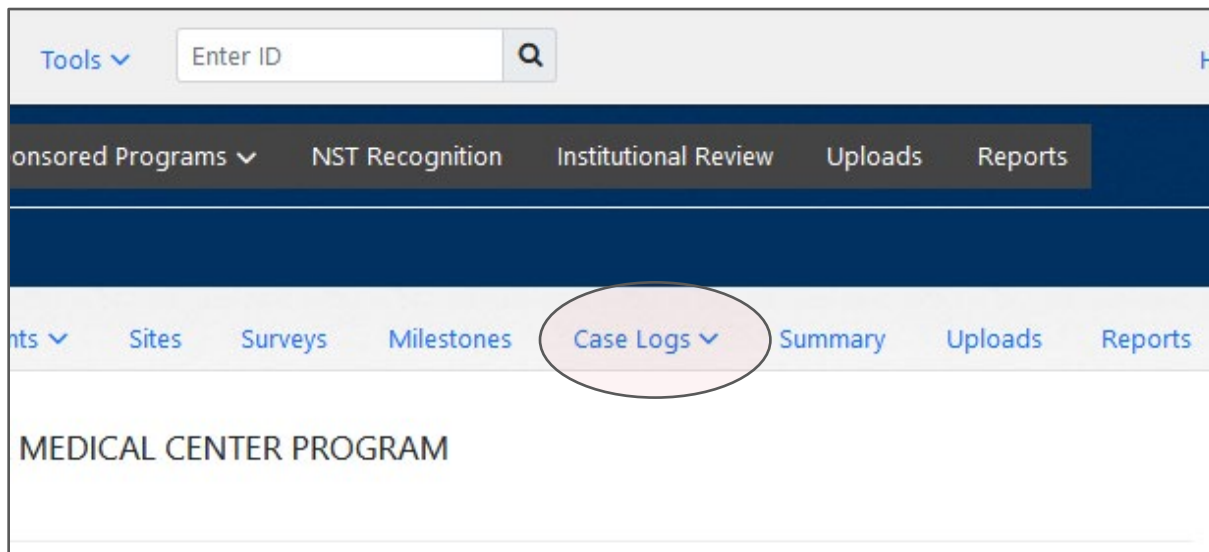 Tools Enter ID H
onsored Programs NST Recognition Institutional Review Uploads Reports
nts Sites Surveys Milestones Case Logs Summary Uploads Reports
MEDICAL CENTER PROGRAM